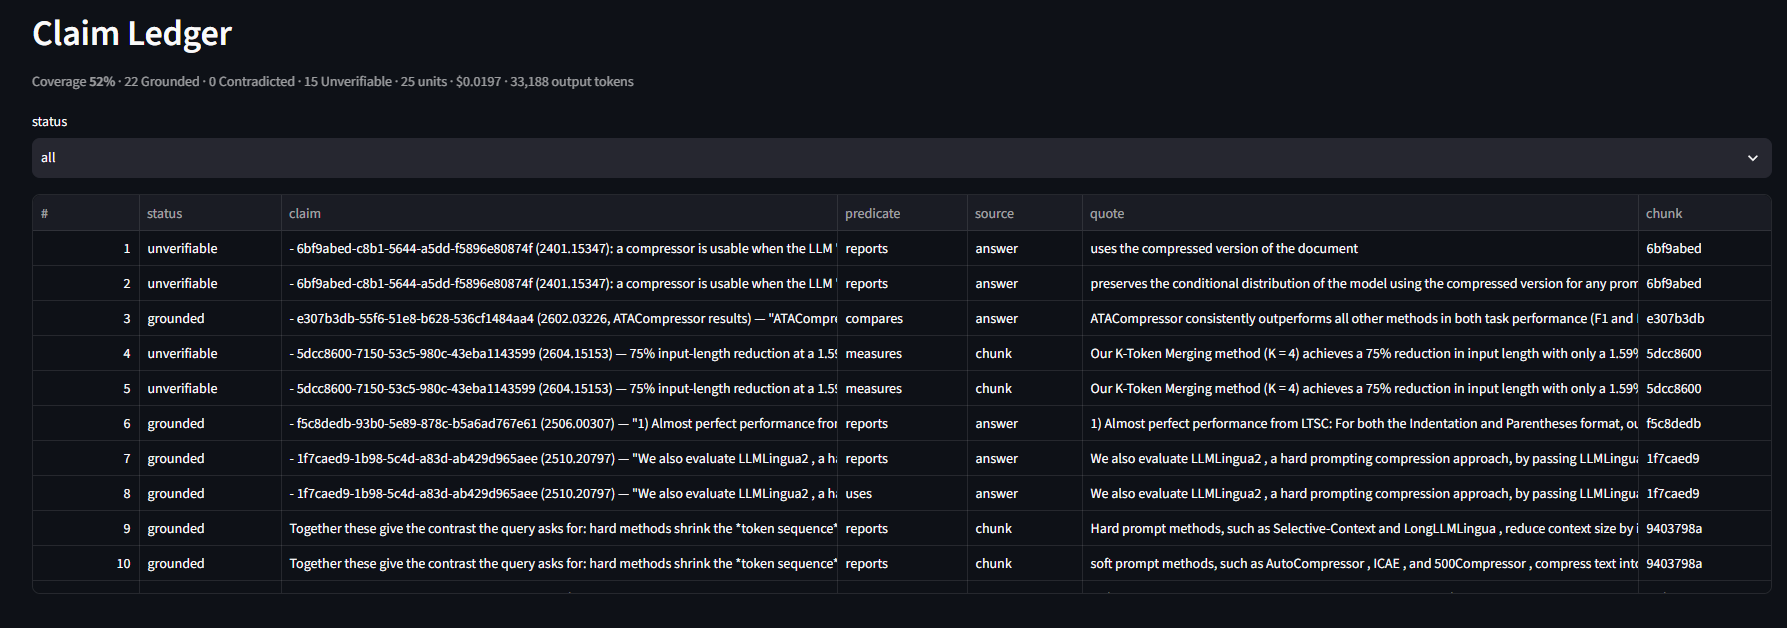 Claim Ledger
Coverage 52% · 22 Grounded · 0 Contradicted · 15 Unverifiable · 25 units · $0.0197 · 33,188 output tokens
status
all
# status claim predicate source quote chunk
1 unverifiable - 6bf9abed-c8b1-5644-a5dd-f5896e80874f (2401.15347): a compressor is usable when the LLM ' reports answer uses the compressed version of the document 6bf9abed
2 unverifiable - 6bf9abed-c8b1-5644-a5dd-f5896e80874f (2401.15347): a compressor is usable when the LLM ' reports answer preserves the conditional distribution of the model using the compressed version for any prom 6bf9abed
3 grounded - e307b3db-55f6-51e8-b628-536cf1484aa4 (2602.03226, ATACompressor results) — "ATACompre compares answer ATACompressor consistently outperforms all other methods in both task performance (F1 and e307b3db
4 unverifiable - 5dcc8600-7150-53c5-980c-43eba1143599 (2604.15153) — 75% input-length reduction at a 1.59 measures chunk Our K-Token Merging method (K = 4) achieves a 75% reduction in input length with only a 1.59% 5dcc8600
5 unverifiable - 5dcc8600-7150-53c5-980c-43eba1143599 (2604.15153) — 75% input-length reduction at a 1.59 measures chunk Our K-Token Merging method (K = 4) achieves a 75% reduction in input length with only a 1.59% 5dcc8600
6 grounded - f5c8dedb-93b0-5e89-878c-b5a6ad767e61 (2506.00307) — "1) Almost perfect performance from reports answer 1) Almost perfect performance from LTSC: For both the Indentation and Parentheses format, ou f5c8dedb
7 grounded - 1f7caed9-1b98-5c4d-a83d-ab429d965aee (2510.20797) — "We also evaluate LLMLingua2 , a ha reports answer We also evaluate LLMLingua2 , a hard prompting compression approach, by passing LLMLingua 1f7caed9
8 grounded - 1f7caed9-1b98-5c4d-a83d-ab429d965aee (2510.20797) — "We also evaluate LLMLingua2 , a ha uses answer We also evaluate LLMLingua2 , a hard prompting compression approach, by passing LLMLingua 1f7caed9
9 grounded Together these give the contrast the query asks for: hard methods shrink the *token sequence* reports chunk Hard prompt methods, such as Selective-Context and LongLLMLingua , reduce context size by 9403798a
10 grounded Together these give the contrast the query asks for: hard methods shrink the *token sequence* reports chunk soft prompt methods, such as AutoCompressor , ICAE , and 500Compressor , compress text into 9403798a